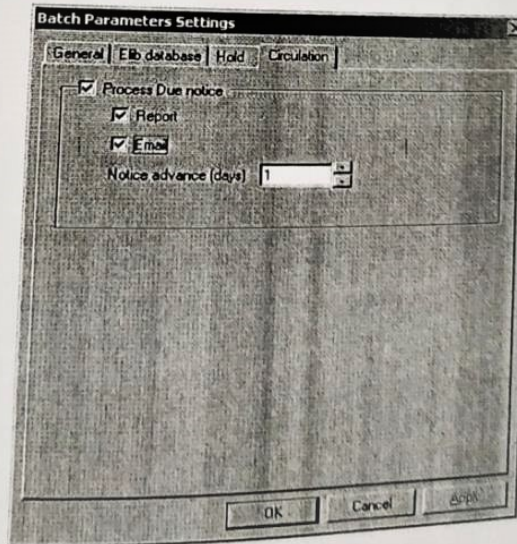 Batch Parameters Settings
General Elib database Hold Circulation
Process Due notice
Report
Email
Notice advance (days) 1
OK Cancel Apply